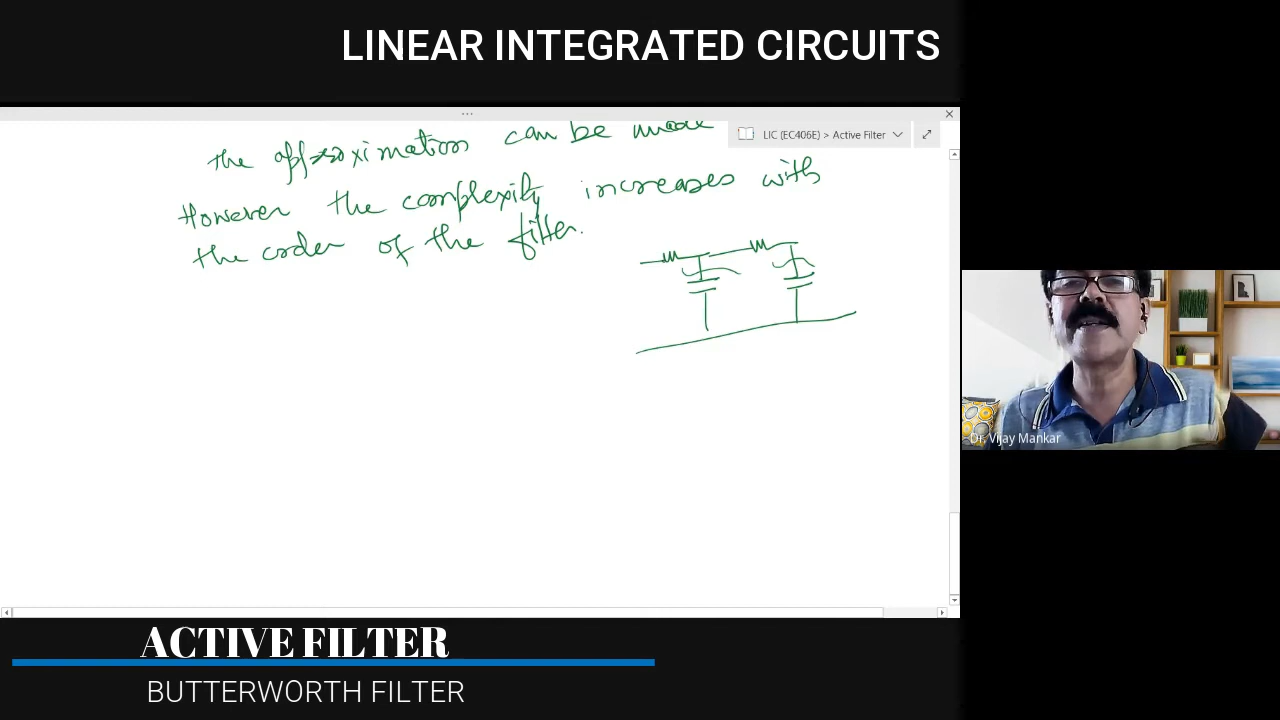 LINEAR INTEGRATED CIRCUITS
LIC (EC406E) > Active Filter
the approximation can be made
However the complexity increases with
the order of the filter.
Dr. Vijay Mankar
ACTIVE FILTER
BUTTERWORTH FILTER